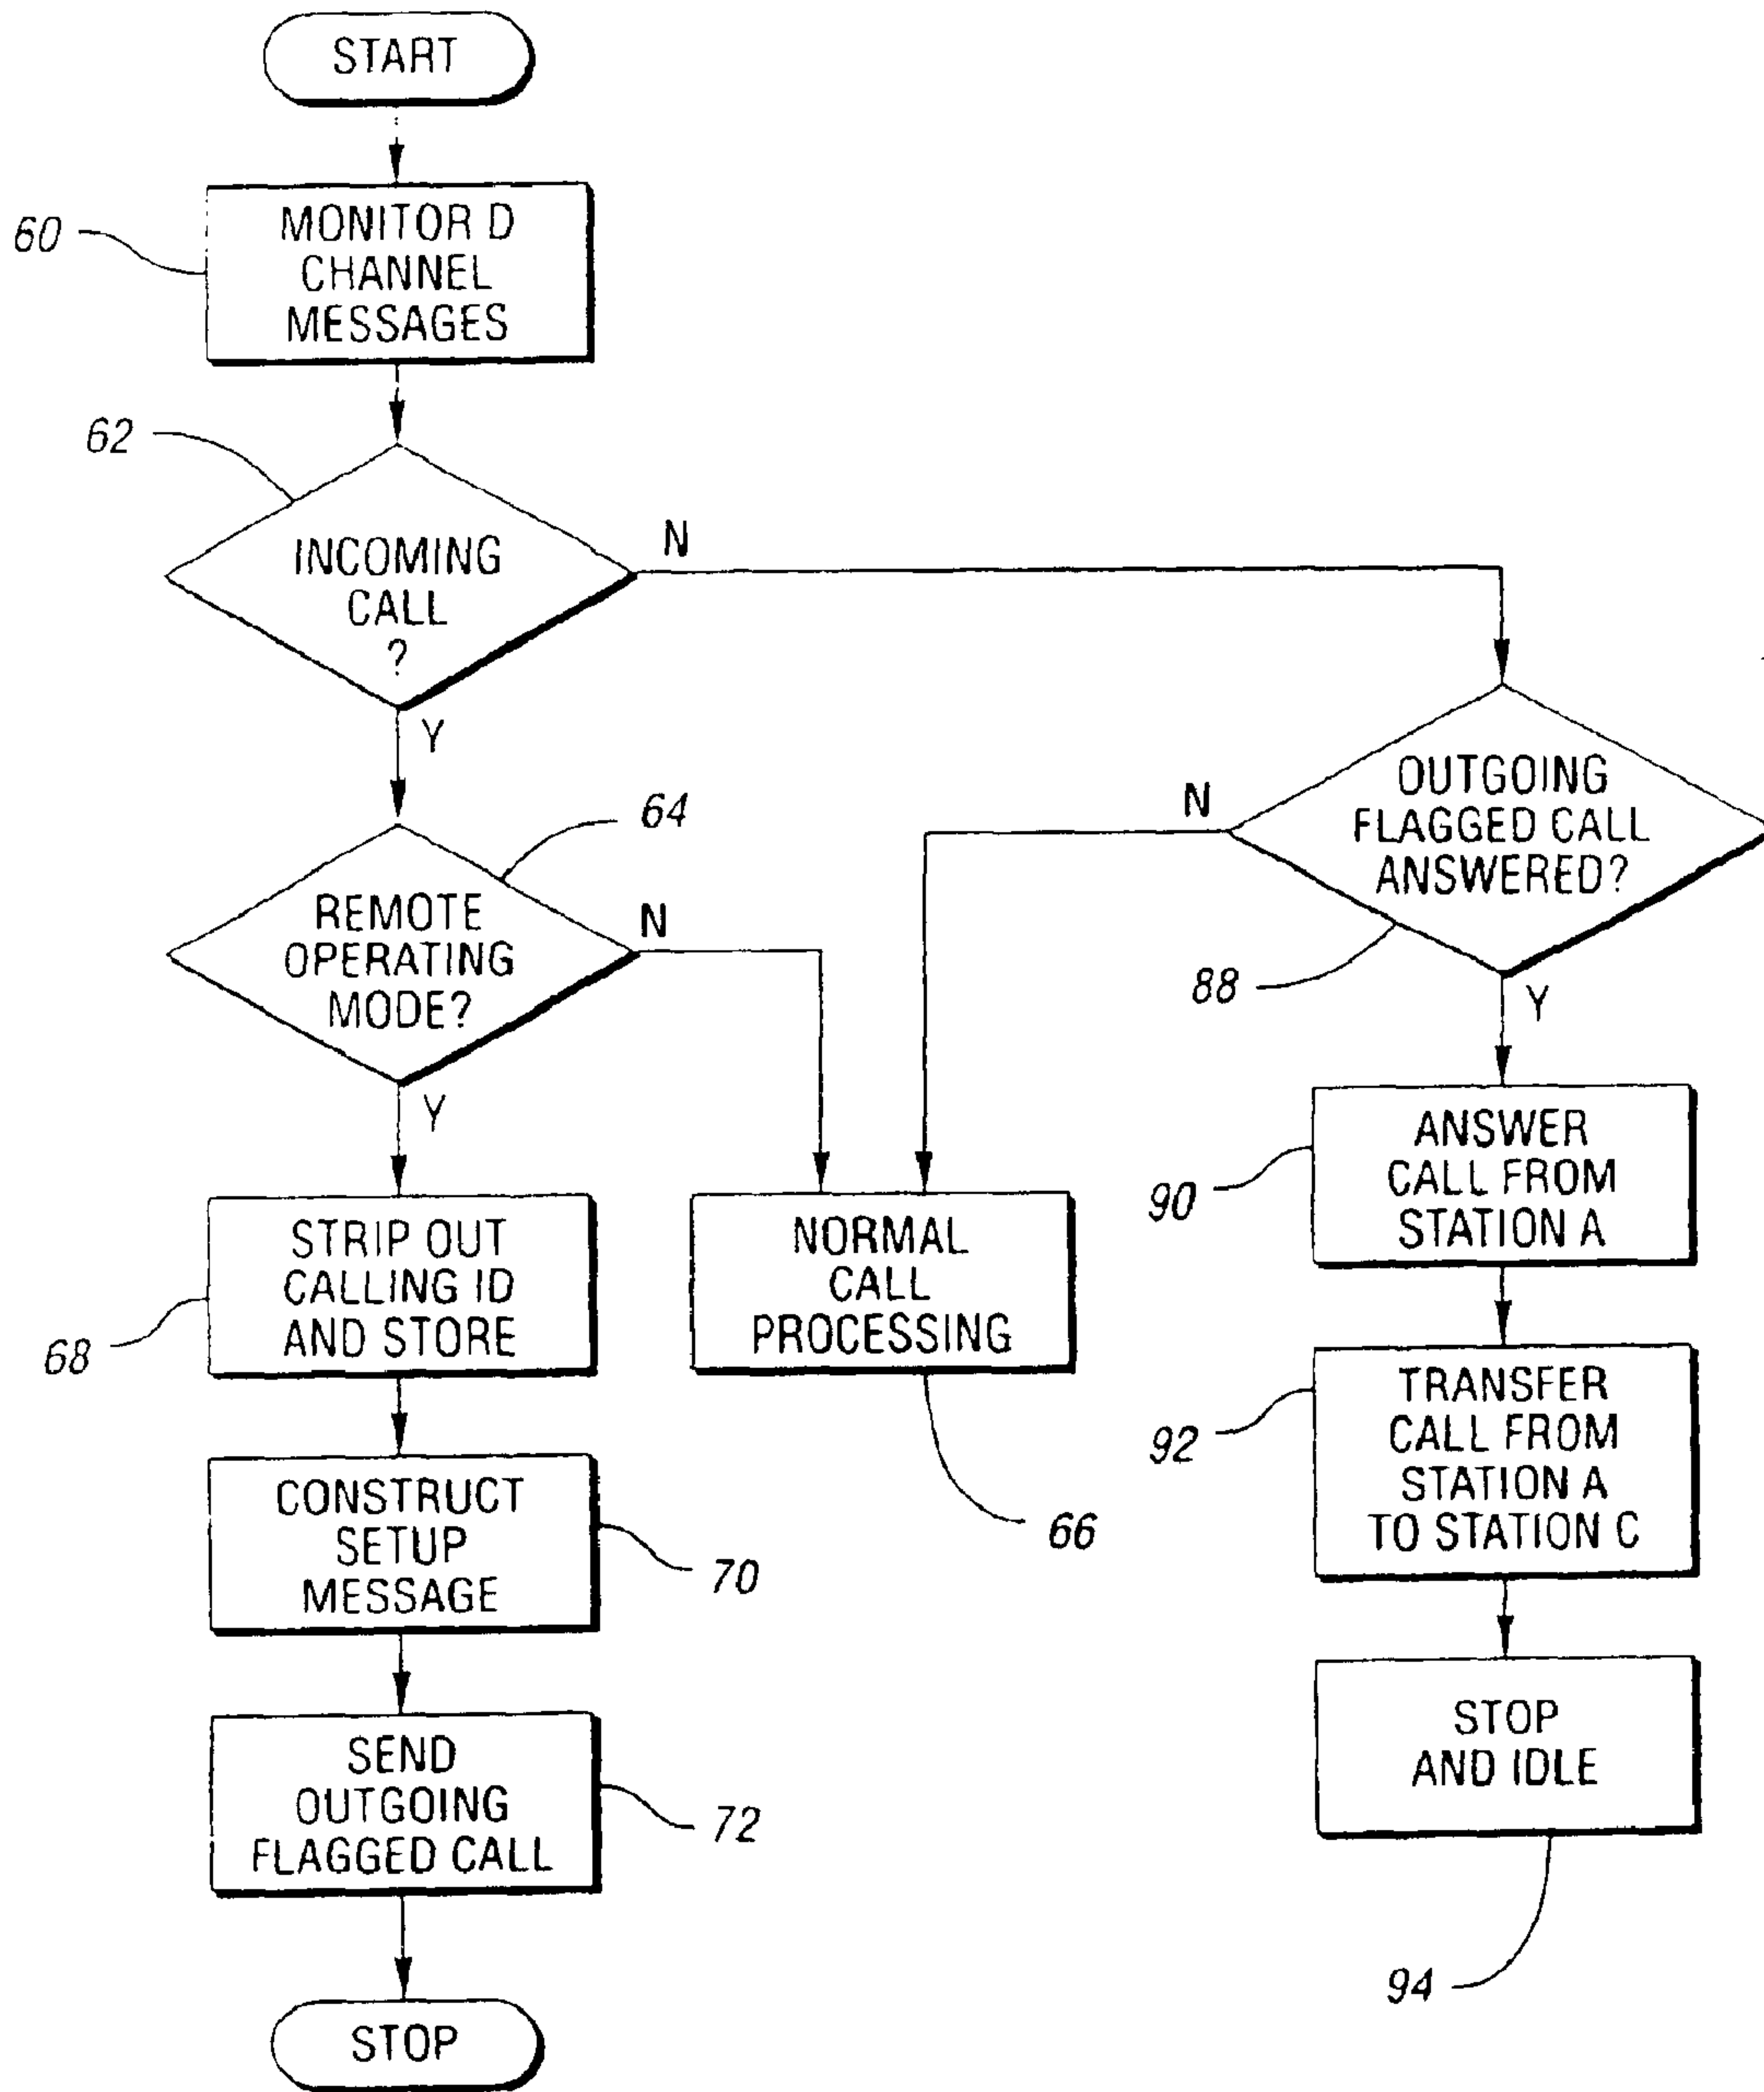 START
60
MONITOR D
CHANNEL
MESSAGES
62
INCOMING
CALL
?
N
Y
64
REMOTE
OPERATING
MODE?
N
Y
OUTGOING
FLAGGED CALL
ANSWERED?
N
88
Y
68
STRIP OUT
CALLING ID
AND STORE
NORMAL
CALL
PROCESSING
66
90
ANSWER
CALL FROM
STATION A
CONSTRUCT
SETUP
MESSAGE
70
92
TRANSFER
CALL FROM
STATION A
TO STATION C
SEND
OUTGOING
FLAGGED CALL
72
STOP
AND IDLE
94
STOP